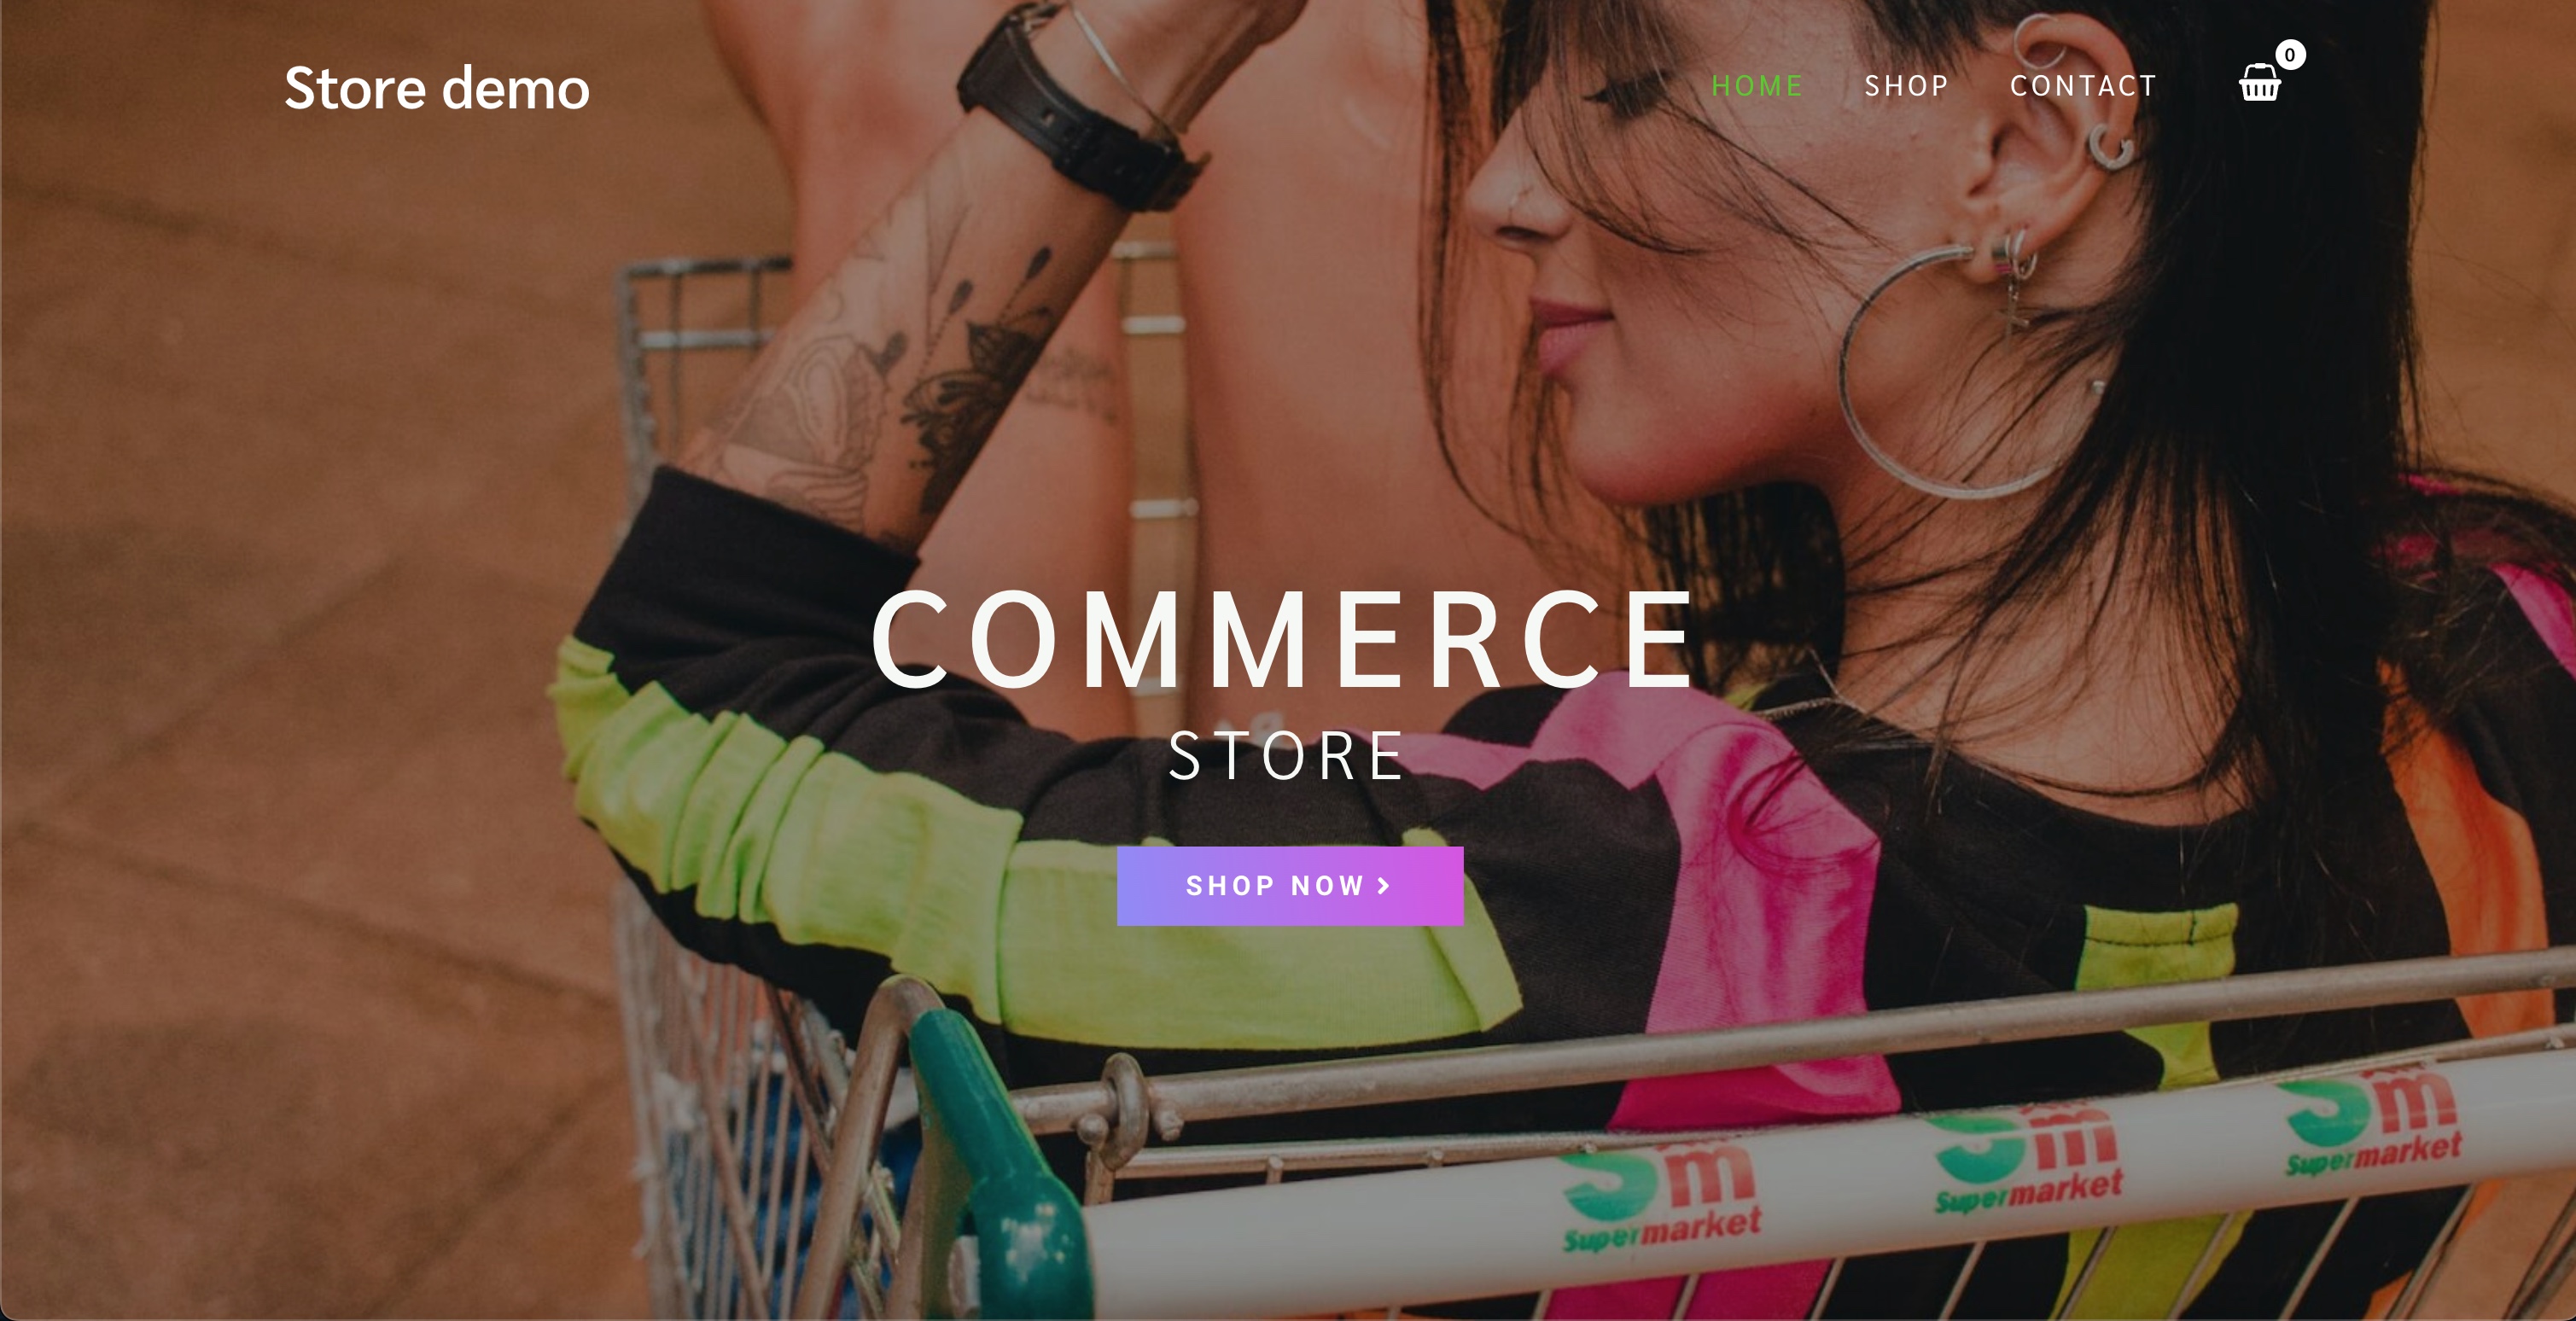 Store demo
HOME SHOP CONTACT
0
COMMERCE
STORE
SHOP NOW
Sm
Supermarket
Sm
Supermarket
Sm
Supermarket